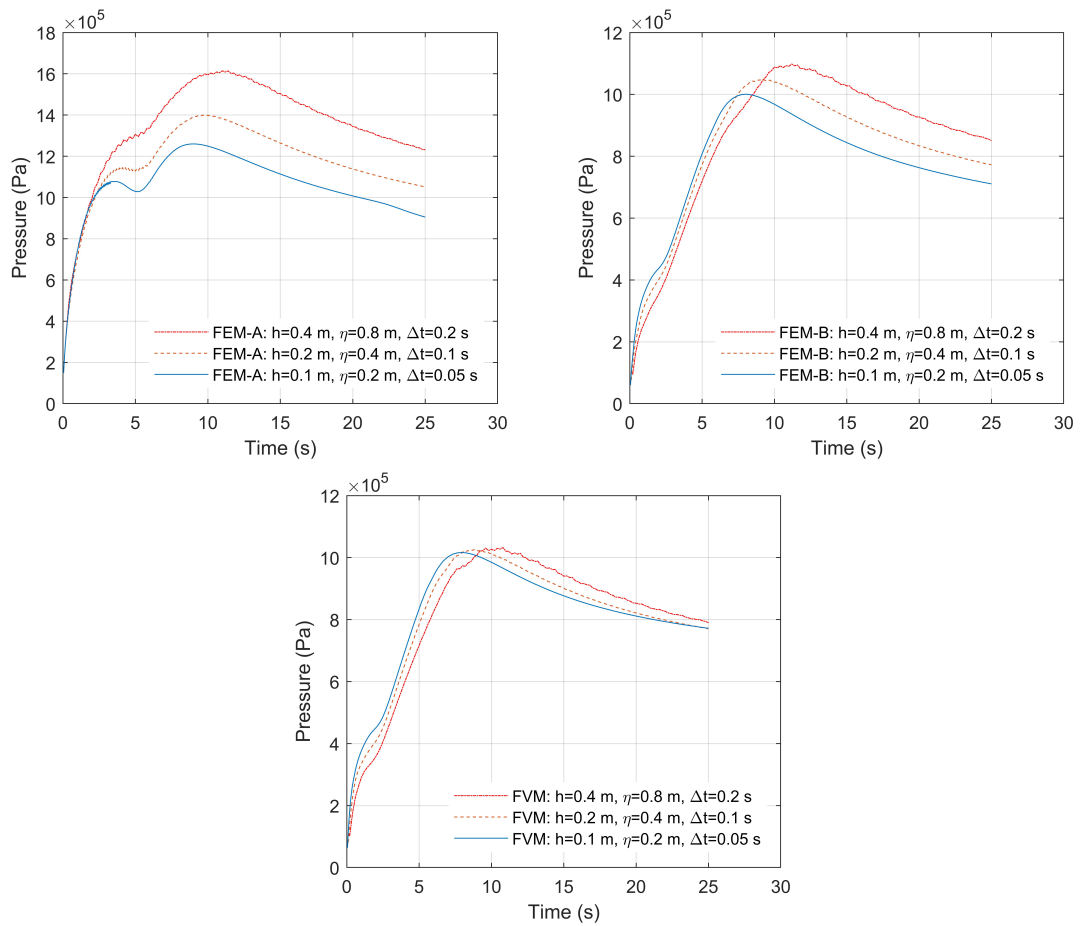 ×10⁵
18
16
14
12
10
8
6
4
2
0
Pressure (Pa)
FEM-A: h=0.4 m, η=0.8 m, Δt=0.2 s
FEM-A: h=0.2 m, η=0.4 m, Δt=0.1 s
FEM-A: h=0.1 m, η=0.2 m, Δt=0.05 s
0 5 10 15 20 25 30
Time (s)
×10⁵
12
10
8
6
4
2
0
Pressure (Pa)
FEM-B: h=0.4 m, η=0.8 m, Δt=0.2 s
FEM-B: h=0.2 m, η=0.4 m, Δt=0.1 s
FEM-B: h=0.1 m, η=0.2 m, Δt=0.05 s
0 5 10 15 20 25 30
Time (s)
×10⁵
12
10
8
6
4
2
0
Pressure (Pa)
FVM: h=0.4 m, η=0.8 m, Δt=0.2 s
FVM: h=0.2 m, η=0.4 m, Δt=0.1 s
FVM: h=0.1 m, η=0.2 m, Δt=0.05 s
0 5 10 15 20 25 30
Time (s)